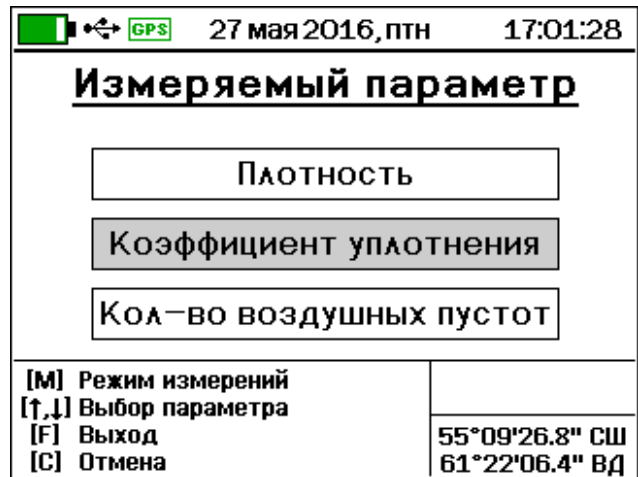 GPS 27 мая 2016, птн 17:01:28
Измеряемый параметр
Плотность
Коэффициент уплотнения
Кол-во воздушных пустот
[M] Режим измерений
[↑,↓] Выбор параметра
[F] Выход
[C] Отмена
55°09'26.8" СШ
61°22'06.4" ВД